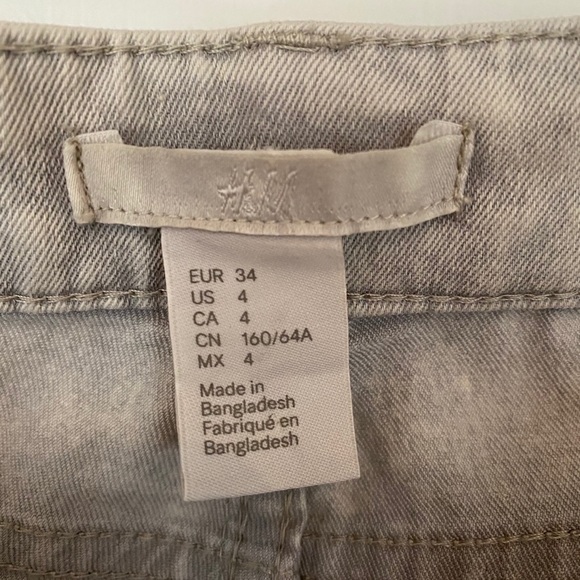 H&M
EUR 34
US 4
CA 4
CN 160/64A
MX 4
Made in
Bangladesh
Fabriqué en
Bangladesh